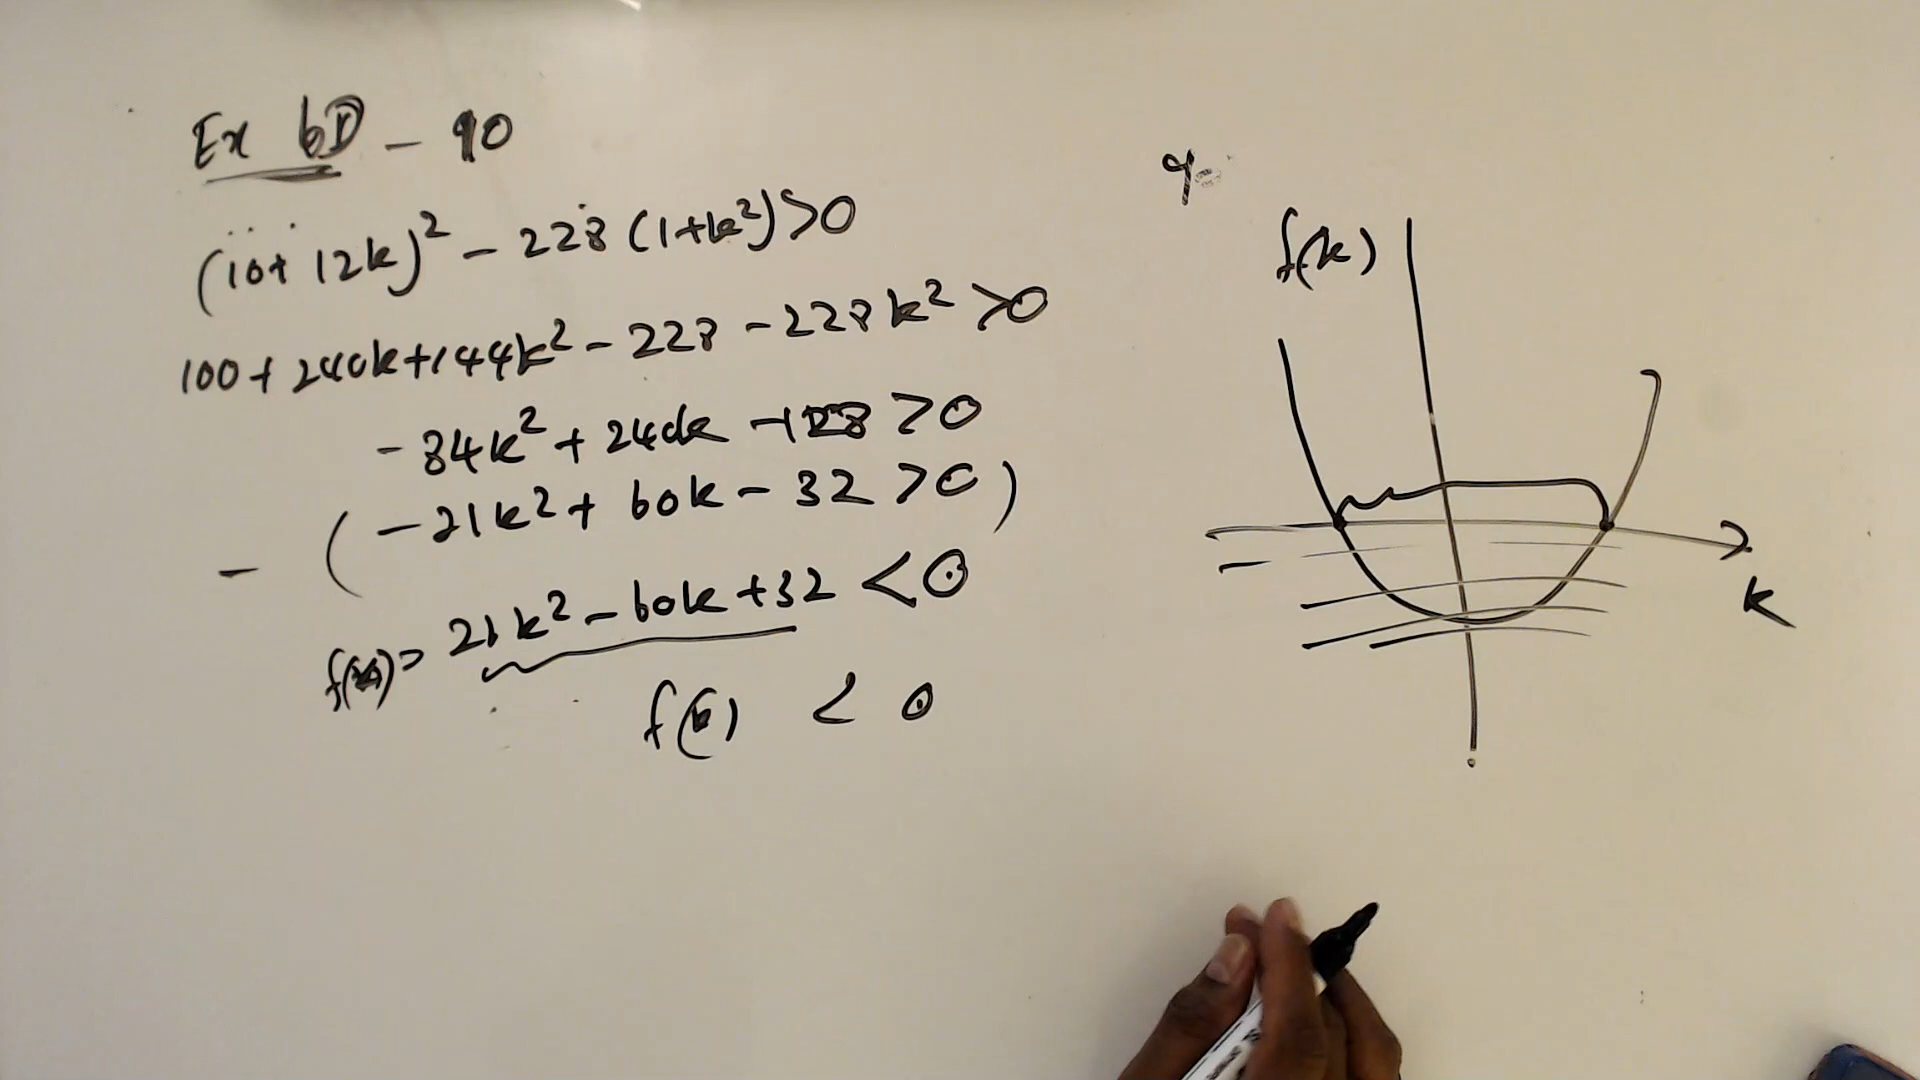 Ex 6D - 90
(10 + 12k)² - 228 (1+k²) > 0
100 + 240k + 144k² - 228 - 228k² > 0
- 84k² + 240k - 128 > 0
- ( - 21k² + 60k - 32 > 0 )
f(k) = 21k² - 60k + 32 < 0
f(k) < 0
f(k)
k